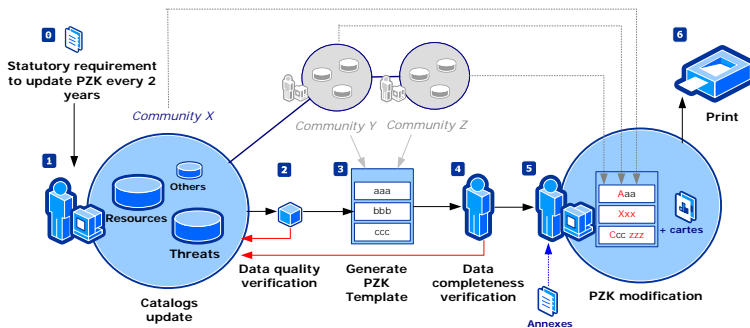 0
Statutory requirement
to update PZK every 2
years
Community X
Community Y
Community Z
6
Print
1
Others
Resources
Threats
Catalogs
update
2
Data quality
verification
3
aaa
bbb
ccc
Generate
PZK
Template
4
Data
completeness
verification
5
Aaa
Xxx
Ccc zzz
+ cartes
PZK modification
Annexes